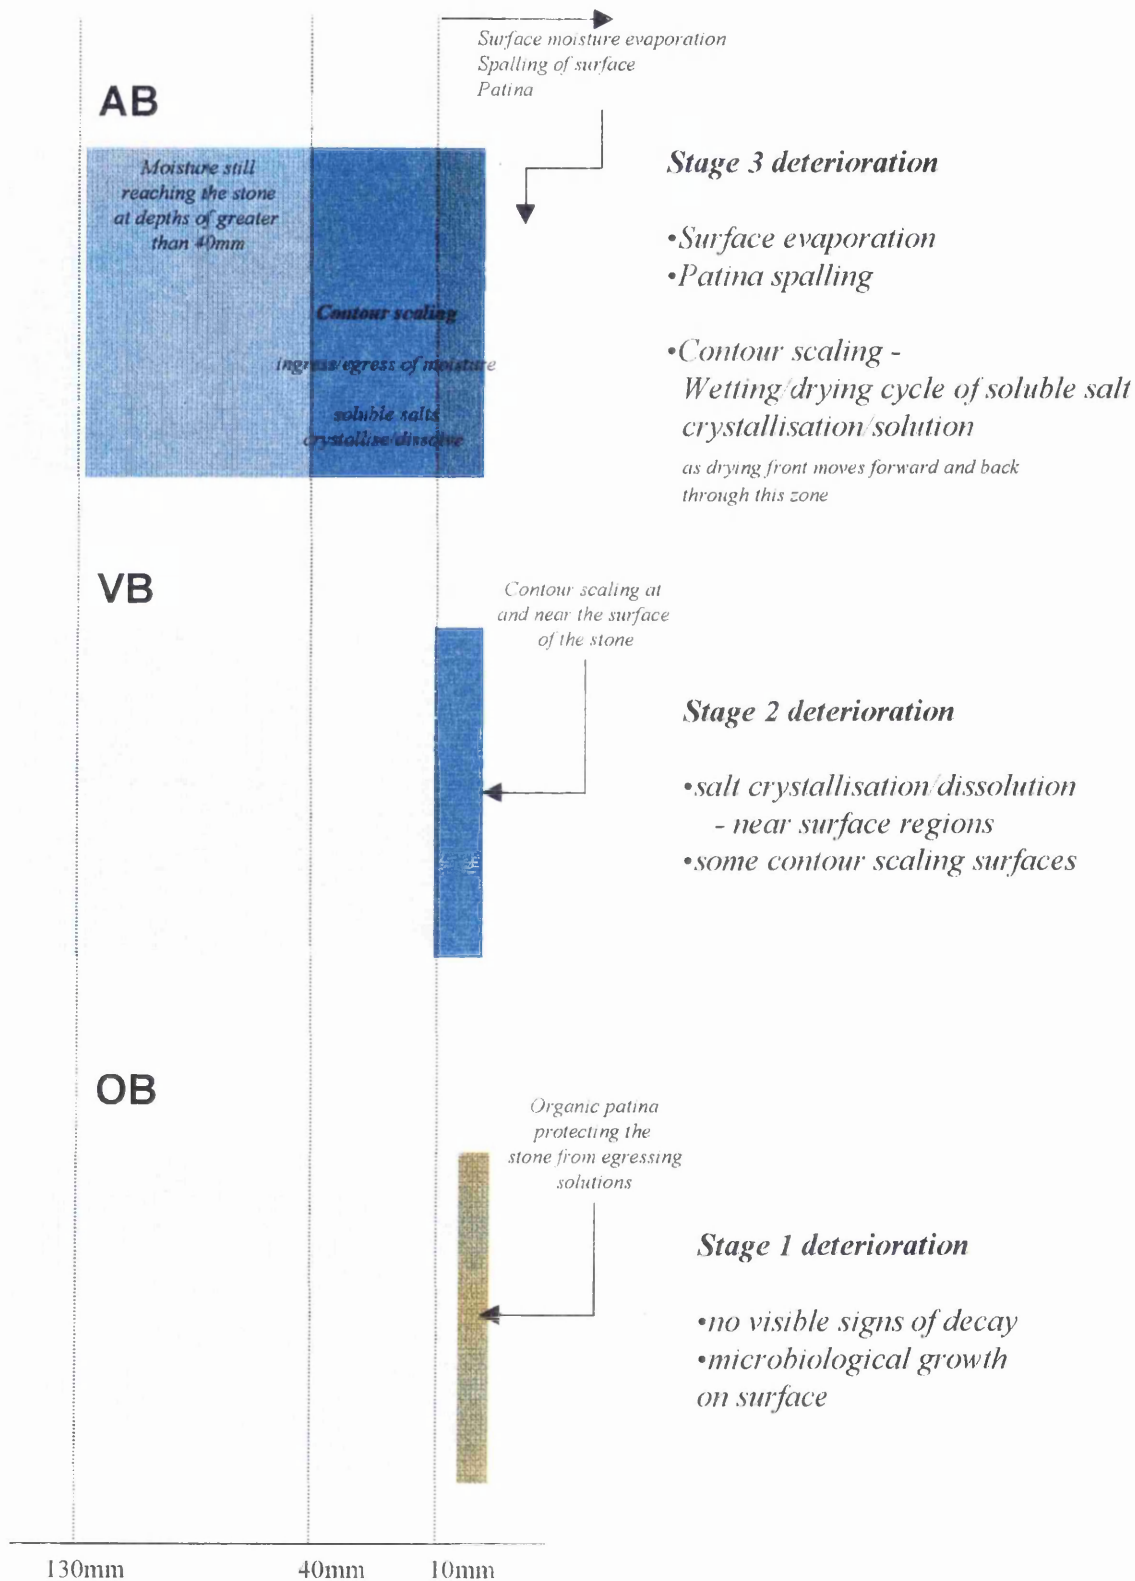 Surface moisture evaporation
Spalling of surface
Patina
AB
Moisture still
reaching the stone
at depths of greater
than 40mm
Contour scaling
ingress/egress of moisture
soluble salts
crystallise/dissolve
Stage 3 deterioration
•Surface evaporation
•Patina spalling
•Contour scaling -
Wetting/drying cycle of soluble salt
crystallisation/solution
as drying front moves forward and back
through this zone
VB
Contour scaling at
and near the surface
of the stone
Stage 2 deterioration
•salt crystallisation/dissolution
- near surface regions
•some contour scaling surfaces
OB
Organic patina
protecting the
stone from egressing
solutions
Stage 1 deterioration
•no visible signs of decay
•microbiological growth
on surface
130mm
40mm
10mm